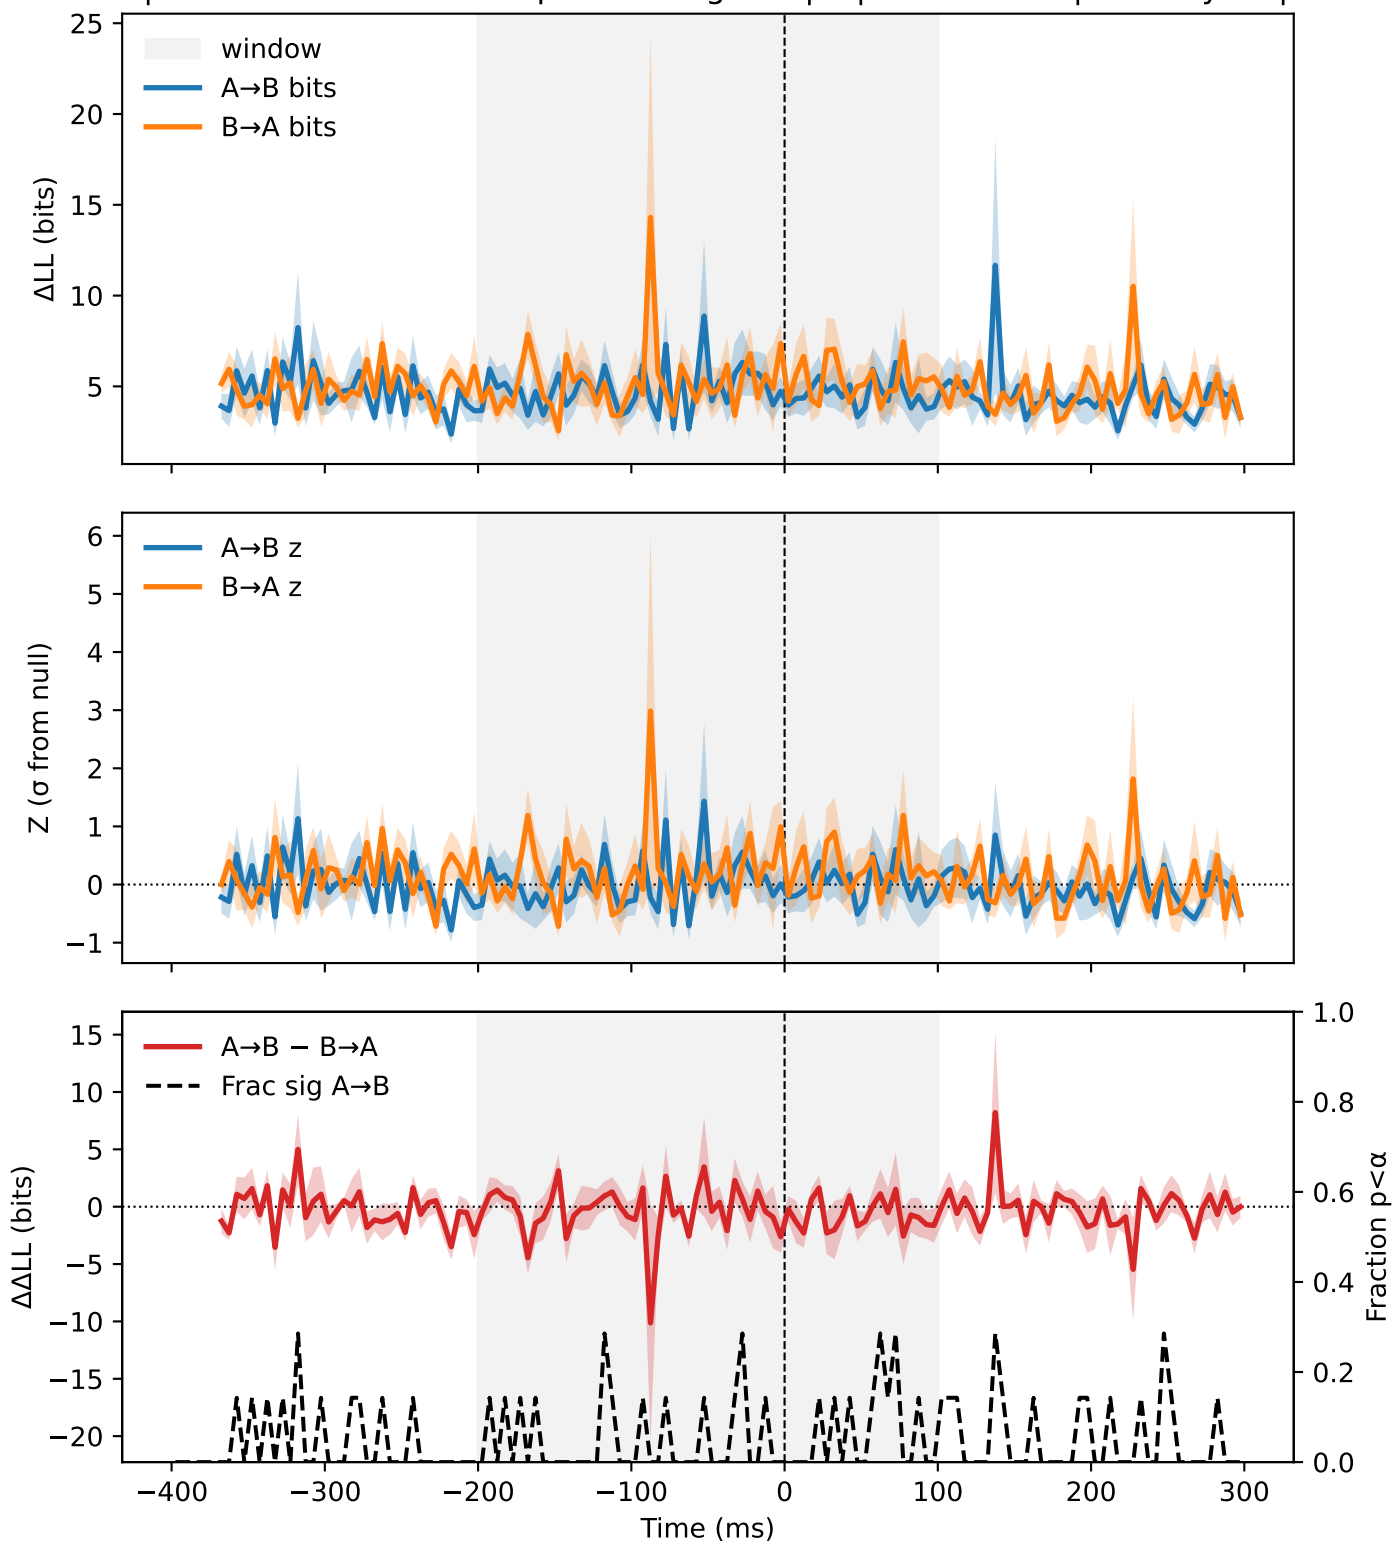 25
20
15
10
5
ΔLL (bits)
window
A→B bits
B→A bits
6
5
4
3
2
1
0
−1
Z (σ from null)
A→B z
B→A z
15
10
5
0
−5
−10
−15
−20
ΔΔLL (bits)
A→B − B→A
Frac sig A→B
1.0
0.8
0.6
0.4
0.2
0.0
Fraction p<α
−400 −300 −200 −100 0 100 200 300
Time (ms)